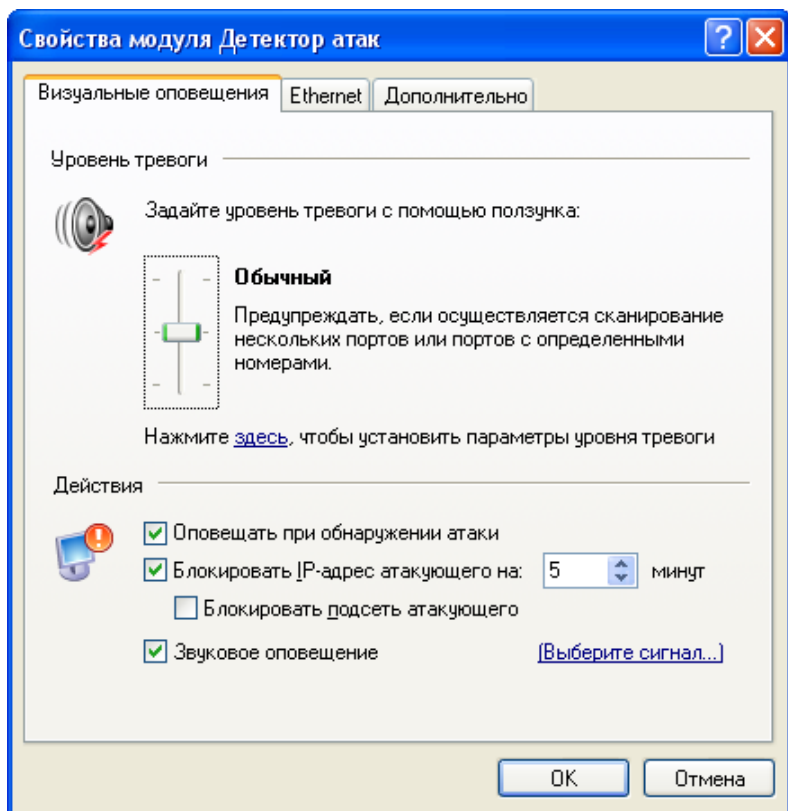 Свойства модуля Детектор атак
Визуальные оповещения Ethernet Дополнительно
Уровень тревоги
Задайте уровень тревоги с помощью ползунка:
Обычный
Предупреждать, если осуществляется сканирование
нескольких портов или портов с определенными
номерами.
Нажмите здесь, чтобы установить параметры уровня тревоги
Действия
Оповещать при обнаружении атаки
Блокировать IP-адрес атакующего на: 5 минут
Блокировать подсеть атакующего
Звуковое оповещение (Выберите сигнал...)
OK Отмена